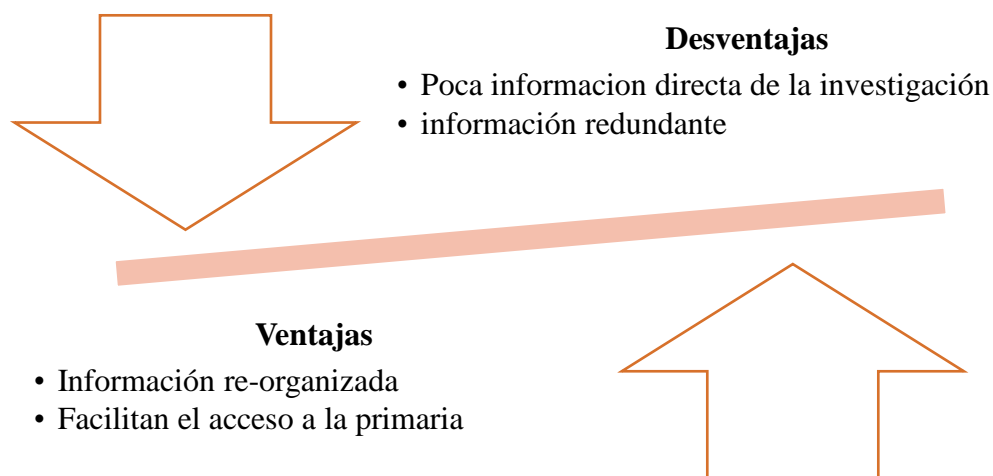 Desventajas
• Poca informacion directa de la investigación
• información redundante
Ventajas
• Información re-organizada
• Facilitan el acceso a la primaria